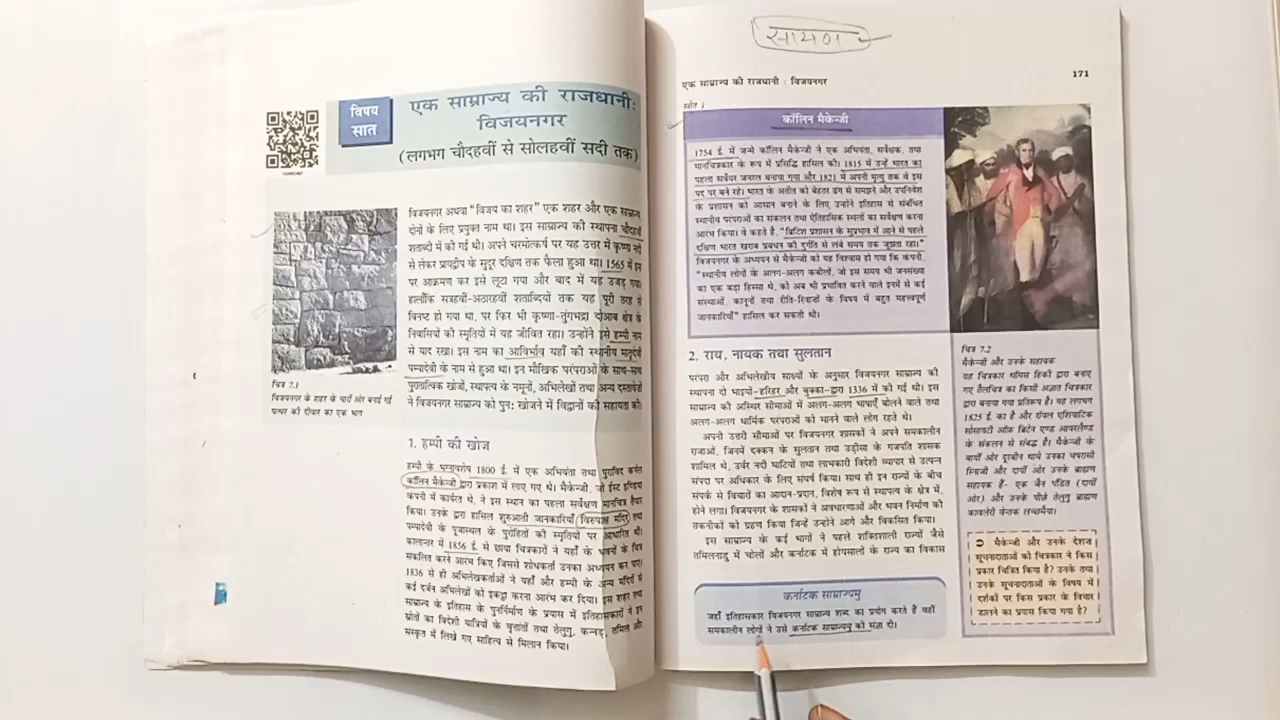 विषय
सात
एक साम्राज्य की राजधानी:
विजयनगर
(लगभग चौदहवीं से सोलहवीं सदी तक)
विजयनगर अथवा "विजय का शहर" एक शहर और एक साम्राज्य
दोनों के लिए प्रयुक्त नाम था। इस साम्राज्य की स्थापना चौदहवीं
शताब्दी में की गई थी। अपने चरमोत्कर्ष पर यह उत्तर में कृष्णा नदी
से लेकर प्रायद्वीप के सुदूर दक्षिण तक फैला हुआ था। 1565 में इस
पर आक्रमण कर इसे लूटा गया और बाद में यह उजड़ गया।
हालाँकि सत्रहवीं-अठारहवीं शताब्दियों तक यह पूरी तरह से
विनष्ट हो गया था, पर फिर भी कृष्णा-तुंगभद्रा दोआब क्षेत्र के
निवासियों की स्मृतियों में यह जीवित रहा। उन्होंने इसे हम्पी नाम
से याद रखा। इस नाम का आविर्भाव यहाँ की स्थानीय मातृदेवी
पम्पादेवी के नाम से हुआ था। इन मौखिक परंपराओं के साथ-साथ
पुरातात्विक खोजों, स्थापत्य के नमूनों, अभिलेखों तथा अन्य दस्तावेज़ों
ने विजयनगर साम्राज्य को पुन: खोजने में विद्वानों की सहायता की।
चित्र 7.1
विजयनगर के शहर के चारों ओर बनाई गई
पत्थर की दीवार का एक भाग
1. हम्पी की खोज
हम्पी के भग्नावशेष 1800 ई. में एक अभियंता तथा पुराविद कर्नल
कॉलिन मैकेन्ज़ी द्वारा प्रकाश में लाए गए थे। मैकेन्ज़ी, जो ईस्ट इण्डिया
कंपनी में कार्यरत थे, ने इस स्थान का पहला सर्वेक्षण मानचित्र तैयार
किया। उनके द्वारा हासिल शुरुआती जानकारियाँ विरुपाक्ष मंदिर तथा
पम्पादेवी के पूजास्थल के पुरोहितों की स्मृतियों पर आधारित थीं।
कालान्तर में 1856 ई. से छाया चित्रकारों ने यहाँ के भवनों के चित्र
संकलित करने आरंभ किए जिससे शोधकर्ता उनका अध्ययन कर पाए।
1836 से ही अभिलेखकर्ताओं ने यहाँ और हम्पी के अन्य मंदिरों से
कई दर्जन अभिलेखों को इकट्ठा करना आरंभ कर दिया। इस शहर तथा
साम्राज्य के इतिहास के पुनर्निर्माण के प्रयास में इतिहासकारों ने इन
स्रोतों का विदेशी यात्रियों के वृत्तांतों तथा तेलुगु, कन्नड़, तमिल और
संस्कृत में लिखे गए साहित्य से मिलान किया।
सायण
एक साम्राज्य की राजधानी : विजयनगर
171
स्रोत 1
कॉलिन मैकेन्ज़ी
1754 ई. में जन्मे कॉलिन मैकेन्ज़ी ने एक अभियंता, सर्वेक्षक, तथा
मानचित्रकार के रूप में प्रसिद्धि हासिल की। 1815 में उन्हें भारत का
पहला सर्वेयर जनरल बनाया गया और 1821 में अपनी मृत्यु तक वे इस
पद पर बने रहे। भारत के अतीत को बेहतर ढंग से समझने और उपनिवेश
के प्रशासन को आसान बनाने के लिए उन्होंने इतिहास से संबंधित
स्थानीय परंपराओं का संकलन तथा ऐतिहासिक स्थलों का सर्वेक्षण करना
आरंभ किया। वे कहते हैं, "ब्रिटिश प्रशासन के सुप्रभाव में आने से पहले
दक्षिण भारत खराब प्रबंधन की दुर्गति से लंबे समय तक जूझता रहा।"
विजयनगर के अध्ययन से मैकेन्ज़ी को यह विश्वास हो गया कि कंपनी,
"स्थानीय लोगों के अलग-अलग कबीलों, जो इस समय भी जनसंख्या
का एक बड़ा हिस्सा थे, को अब भी प्रभावित करने वाले इनमें से कई
संस्थाओं, कानूनों तथा रीति-रिवाज़ों के विषय में बहुत महत्त्वपूर्ण
जानकारियाँ" हासिल कर सकती थी।
2. राय, नायक तथा सुलतान
परंपरा और अभिलेखीय साक्ष्यों के अनुसार विजयनगर साम्राज्य की
स्थापना दो भाइयों–हरिहर और बुक्का–द्वारा 1336 में की गई थी। इस
साम्राज्य की अस्थिर सीमाओं में अलग-अलग भाषाएँ बोलने वाले तथा
अलग-अलग धार्मिक परंपराओं को मानने वाले लोग रहते थे।
अपनी उत्तरी सीमाओं पर विजयनगर शासकों ने अपने समकालीन
राजाओं, जिनमें दक्कन के सुलतान तथा उड़ीसा के गजपति शासक
शामिल थे, उर्वर नदी घाटियों तथा लाभकारी विदेशी व्यापार से उत्पन्न
संपदा पर अधिकार के लिए संघर्ष किया। साथ ही इन राज्यों के बीच
संपर्क से विचारों का आदान-प्रदान, विशेष रूप से स्थापत्य के क्षेत्र में,
होने लगा। विजयनगर के शासकों ने अवधारणाओं और भवन निर्माण की
तकनीकों को ग्रहण किया जिन्हें उन्होंने आगे और विकसित किया।
इस साम्राज्य के कई भागों ने पहले शक्तिशाली राज्यों जैसे
तमिलनाडु में चोलों और कर्नाटक में होयसालों के राज्य का विकास
कर्नाटक साम्राज्यमु
जहाँ इतिहासकार विजयनगर साम्राज्य शब्द का प्रयोग करते हैं वहीं
समकालीन लोगों ने उसे कर्नाटक साम्राज्यमु की संज्ञा दी।
चित्र 7.2
मैकेन्ज़ी और उनके सहायक
यह चित्रकार थॉमस हिकी द्वारा बनाए
गए तैलचित्र का किसी अज्ञात चित्रकार
द्वारा बनाया गया प्रतिरूप है। यह लगभग
1825 ई. का है और रॉयल एशियाटिक
सोसायटी ऑफ़ ब्रिटेन एण्ड आयरलैण्ड
के संकलन से संबद्ध है। मैकेन्ज़ी के
बायीं ओर दूरबीन थामे उनका चपरासी
किस्नाजी और दायीं ओर उनके ब्राह्मण
सहायक हैं- एक जैन पंडित (दायीं
ओर) और उनके पीछे तेलुगु ब्राह्मण
कावलेरी वेन्तक लच्छमैया।
मैकेन्ज़ी और उनके देशज
सूचनादाताओं को चित्रकार ने किस
प्रकार चित्रित किया है? उनके तथा
उनके सूचनादाताओं के विषय में
दर्शकों पर किस प्रकार के विचार
डालने का प्रयास किया गया है?